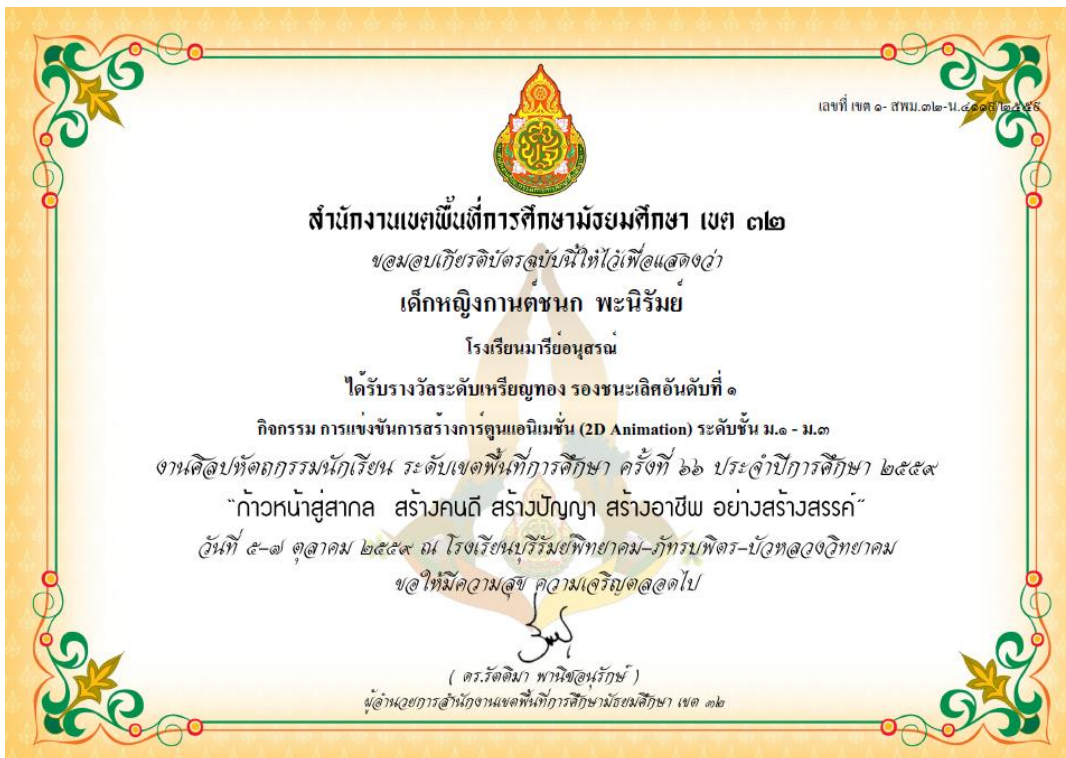 เลขที่ เขต ๑- สพม.๓๒-น.
สำนักงานเขตพื้นที่การศึกษามัธยมศึกษา เขต ๓๒
ขอมอบเกียรติบัตรฉบับนี้ให้ไว้เพื่อแสดงว่า
เด็กหญิงกานต์ชนก พะนิรัมย์
โรงเรียนมารีย์อนุสรณ์
ได้รับรางวัลระดับเหรียญทอง รองชนะเลิศอันดับที่ ๑
กิจกรรม การแข่งขันการสร้างการ์ตูนแอนิเมชั่น (2D Animation) ระดับชั้น ม.๑ - ม.๓
งานศิลปหัตถกรรมนักเรียน ระดับเขตพื้นที่การศึกษา ครั้งที่ ๖๖ ประจำปีการศึกษา ๒๕๕๙
"ก้าวหน้าสู่สากล สร้างคนดี สร้างปัญญา สร้างอาชีพ อย่างสร้างสรรค์"
วันที่ ๕-๗ ตุลาคม ๒๕๕๙ ณ โรงเรียนบุรีรัมย์พิทยาคม-ภัทรบพิตร-บัวหลวงวิทยาคม
ขอให้มีความสุข ความเจริญตลอดไป
( ดร.รัตติมา พานิชอนุรักษ์ )
ผู้อำนวยการสำนักงานเขตพื้นที่การศึกษามัธยมศึกษา เขต ๓๒